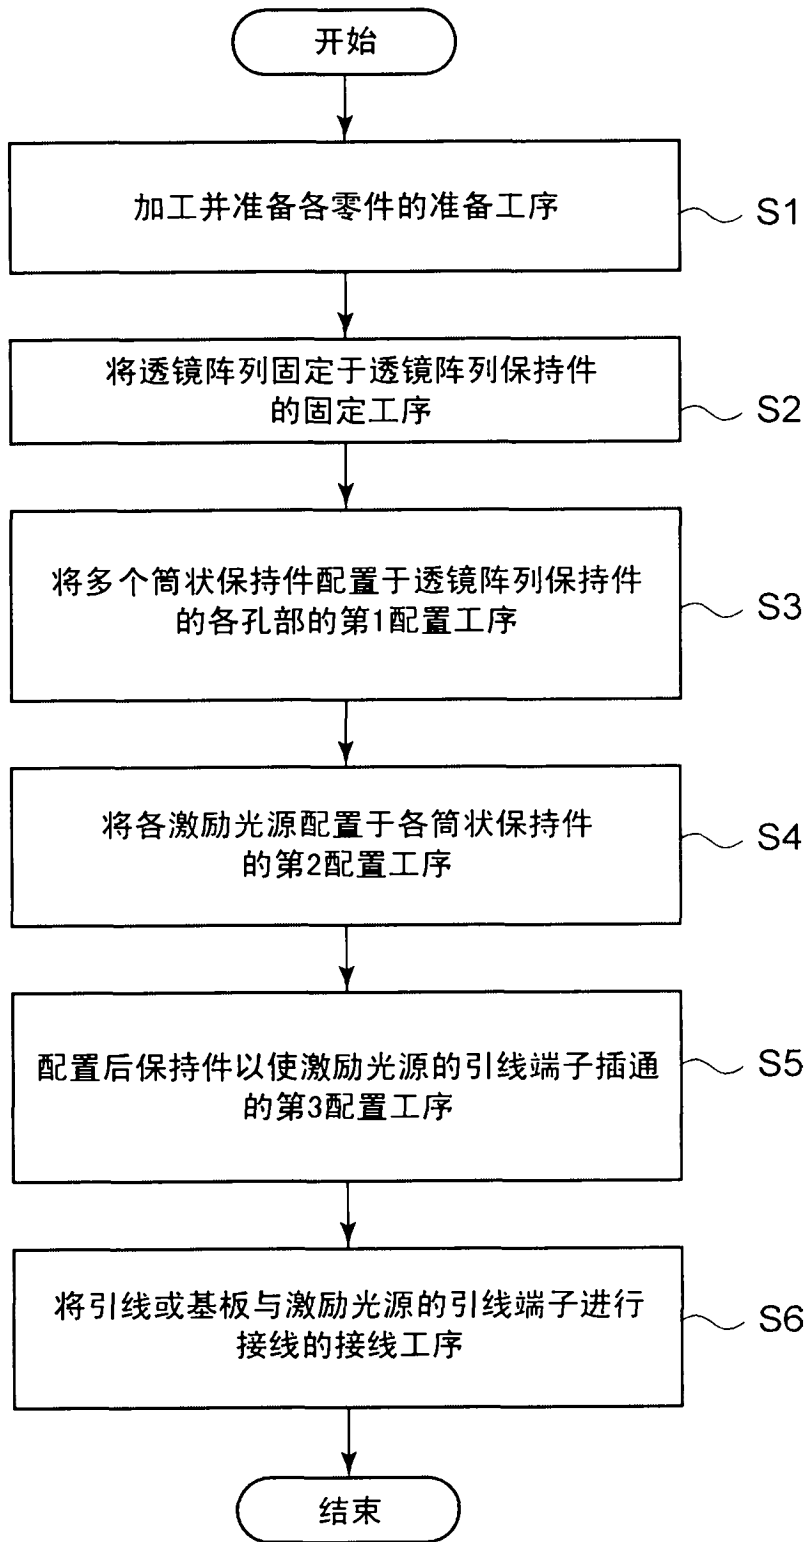 开始
加工并准备各零件的准备工序
S1
将透镜阵列固定于透镜阵列保持件
的固定工序
S2
将多个筒状保持件配置于透镜阵列保持件
的各孔部的第1配置工序
S3
将各激励光源配置于各筒状保持件
的第2配置工序
S4
配置后保持件以使激励光源的引线端子插通
的第3配置工序
S5
将引线或基板与激励光源的引线端子进行
接线的接线工序
S6
结束